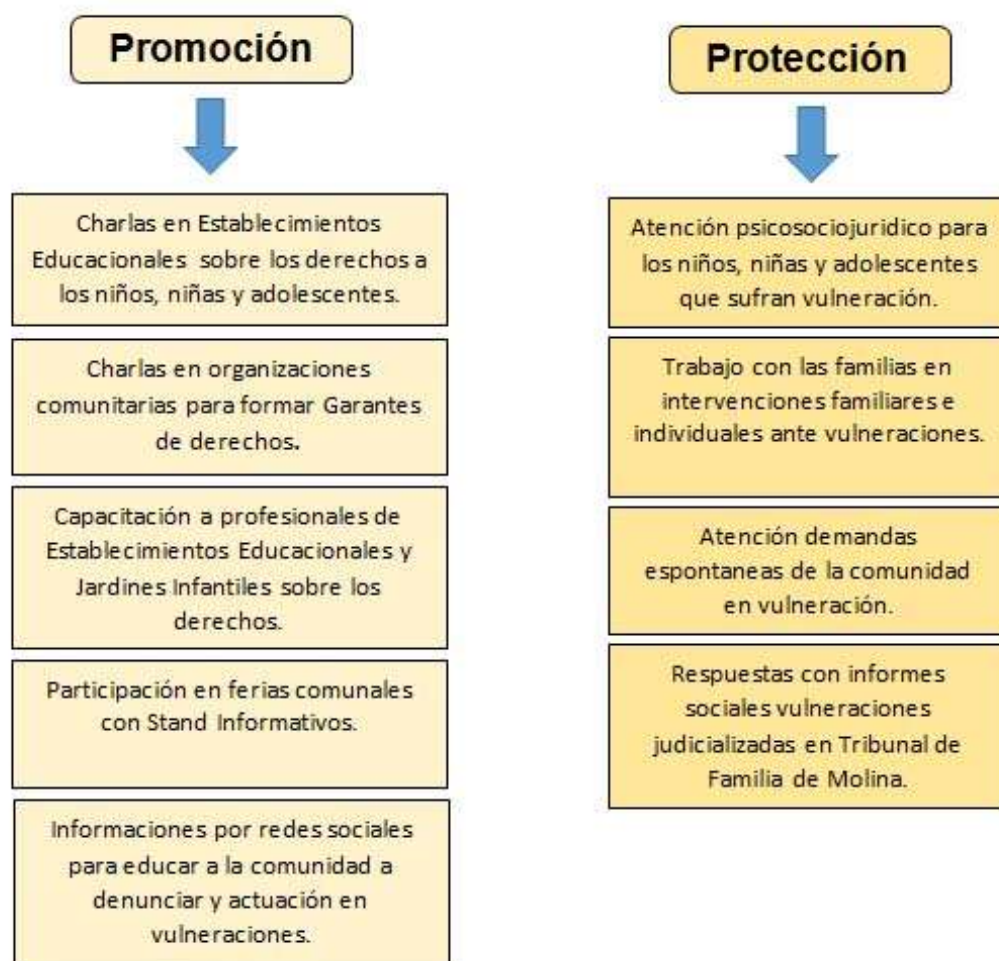 Promoción
Charlas en Establecimientos
Educacionales sobre los derechos a
los niños, niñas y adolescentes.
Charlas en organizaciones
comunitarias para formar Garantes
de derechos.
Capacitación a profesionales de
Establecimientos Educacionales y
Jardines Infantiles sobre los
derechos.
Participación en ferias comunales
con Stand Informativos.
Informaciones por redes sociales
para educar a la comunidad a
denunciar y actuación en
vulneraciones.
Protección
Atención psicosociojuridico para
los niños, niñas y adolescentes
que sufran vulneración.
Trabajo con las familias en
intervenciones familiares e
individuales ante vulneraciones.
Atención demandas
espontaneas de la comunidad
en vulneración.
Respuestas con informes
sociales vulneraciones
judicializadas en Tribunal de
Familia de Molina.